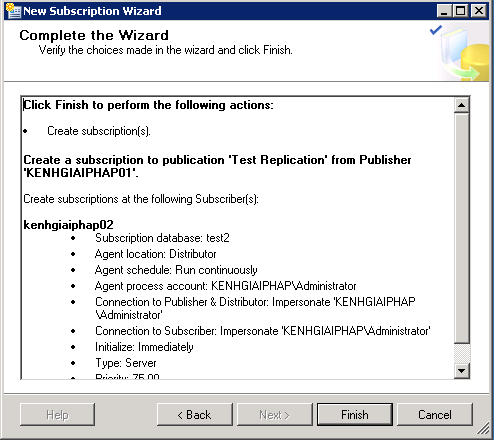 New Subscription Wizard
Complete the Wizard
Verify the choices made in the wizard and click Finish.
Click Finish to perform the following actions:
• Create subscription(s).
Create a subscription to publication 'Test Replication' from Publisher
'KENHGIAIPHAP01'.
Create subscriptions at the following Subscriber(s):
kenhgiaiphap02
• Subscription database: test2
• Agent location: Distributor
• Agent schedule: Run continuously
• Agent process account: KENHGIAIPHAP\Administrator
• Connection to Publisher & Distributor: Impersonate 'KENHGIAIPHAP
\Administrator'
• Connection to Subscriber: Impersonate 'KENHGIAIPHAP\Administrator'
• Initialize: Immediately
• Type: Server
• Priority: 75.00
Help
< Back
Next >
Finish
Cancel